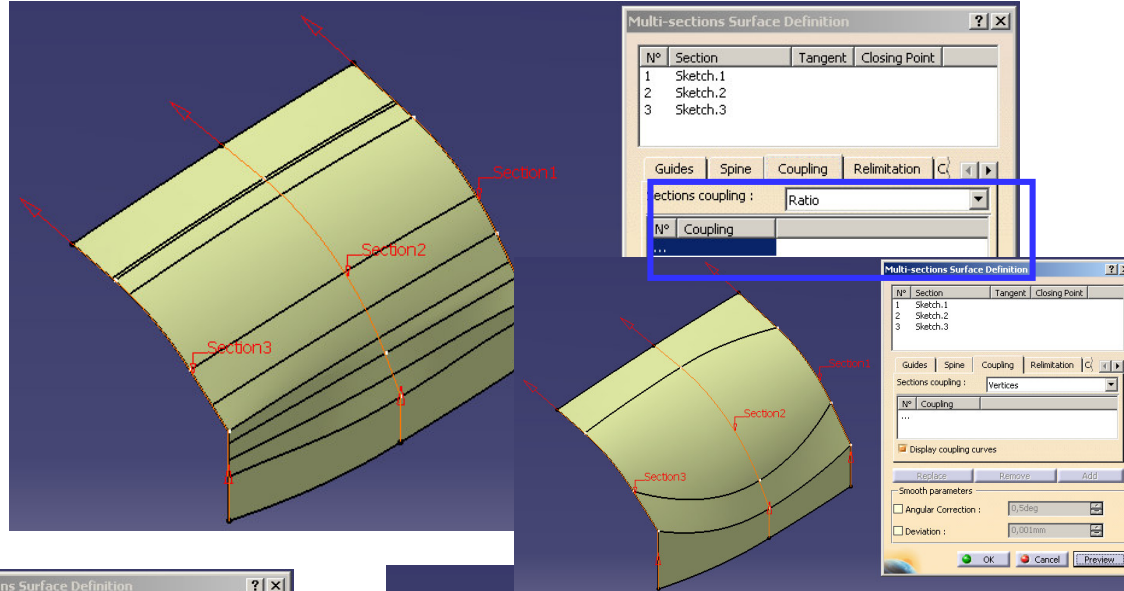 Multi-sections Surface Definition
N° Section Tangent Closing Point
1 Sketch.1
2 Sketch.2
3 Sketch.3
Guides Spine Coupling Relimitation
ections coupling : Ratio
N° Coupling
...
Section1
Section2
Section3
Multi-sections Surface Definition
N° Section Tangent Closing Point
1 Sketch.1
2 Sketch.2
3 Sketch.3
Guides Spine Coupling Relimitation
Sections coupling : Vertices
N° Coupling
...
Display coupling curves
Replace Remove Add
Smooth parameters
Angular Correction : 0,5deg
Deviation : 0,001mm
OK Cancel Preview
Section1
Section2
Section3
ns Surface Definition